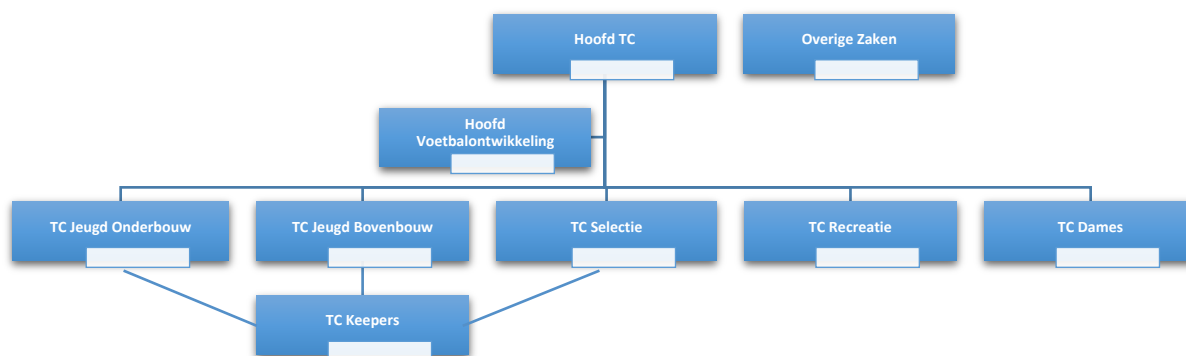 Hoofd TC
Overige Zaken
Hoofd
Voetbalontwikkeling
TC Jeugd Onderbouw
TC Jeugd Bovenbouw
TC Selectie
TC Recreatie
TC Dames
TC Keepers